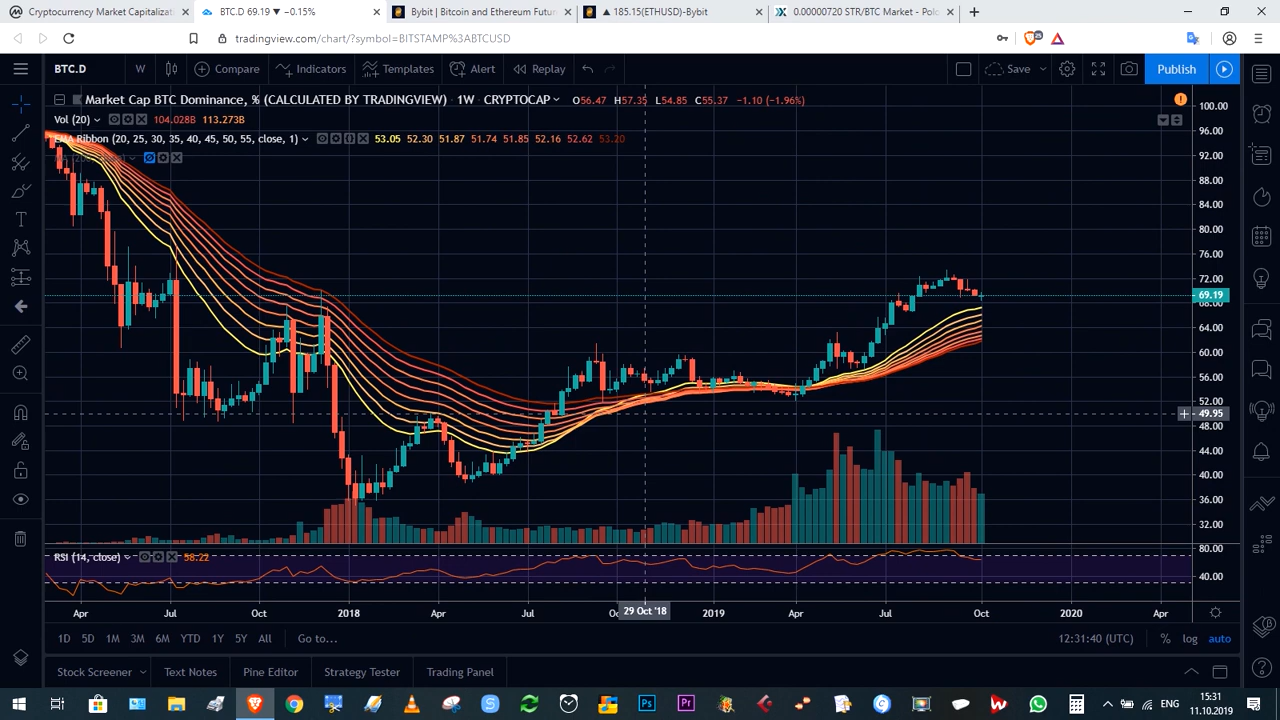 Cryptocurrency Market Capitalizati
BTC.D 69.19 ▼ −0.15%
Bybit | Bitcoin and Ethereum Futur
▲ 185.15(ETHUSD)-Bybit
0.00000720 STR/BTC Market - Polo
tradingview.com/chart/?symbol=BITSTAMP%3ABTCUSD
BTC.D W Compare Indicators Templates Alert Replay Save Publish
Market Cap BTC Dominance, % (CALCULATED BY TRADINGVIEW) 1W CRYPTOCAP O56.47 H57.35 L54.85 C55.37 −1.10 (−1.96%)
Vol (20) 104.028B 113.273B
EMA Ribbon (20, 25, 30, 35, 40, 45, 50, 55, close, 1) 53.05 52.30 51.87 51.74 51.85 52.16 52.62 53.20
100.00
96.00
92.00
88.00
84.00
80.00
76.00
72.00
69.19
68.00
64.00
60.00
56.00
52.00
49.95
48.00
44.00
40.00
36.00
32.00
RSI (14, close) 58.22
80.00
40.00
Apr Jul Oct 2018 Apr Jul 29 Oct '18 2019 Apr Jul Oct 2020 Apr
1D 5D 1M 3M 6M YTD 1Y 5Y All Go to... 12:31:40 (UTC) % log auto
Stock Screener Text Notes Pine Editor Strategy Tester Trading Panel
15:31
ENG
11.10.2019